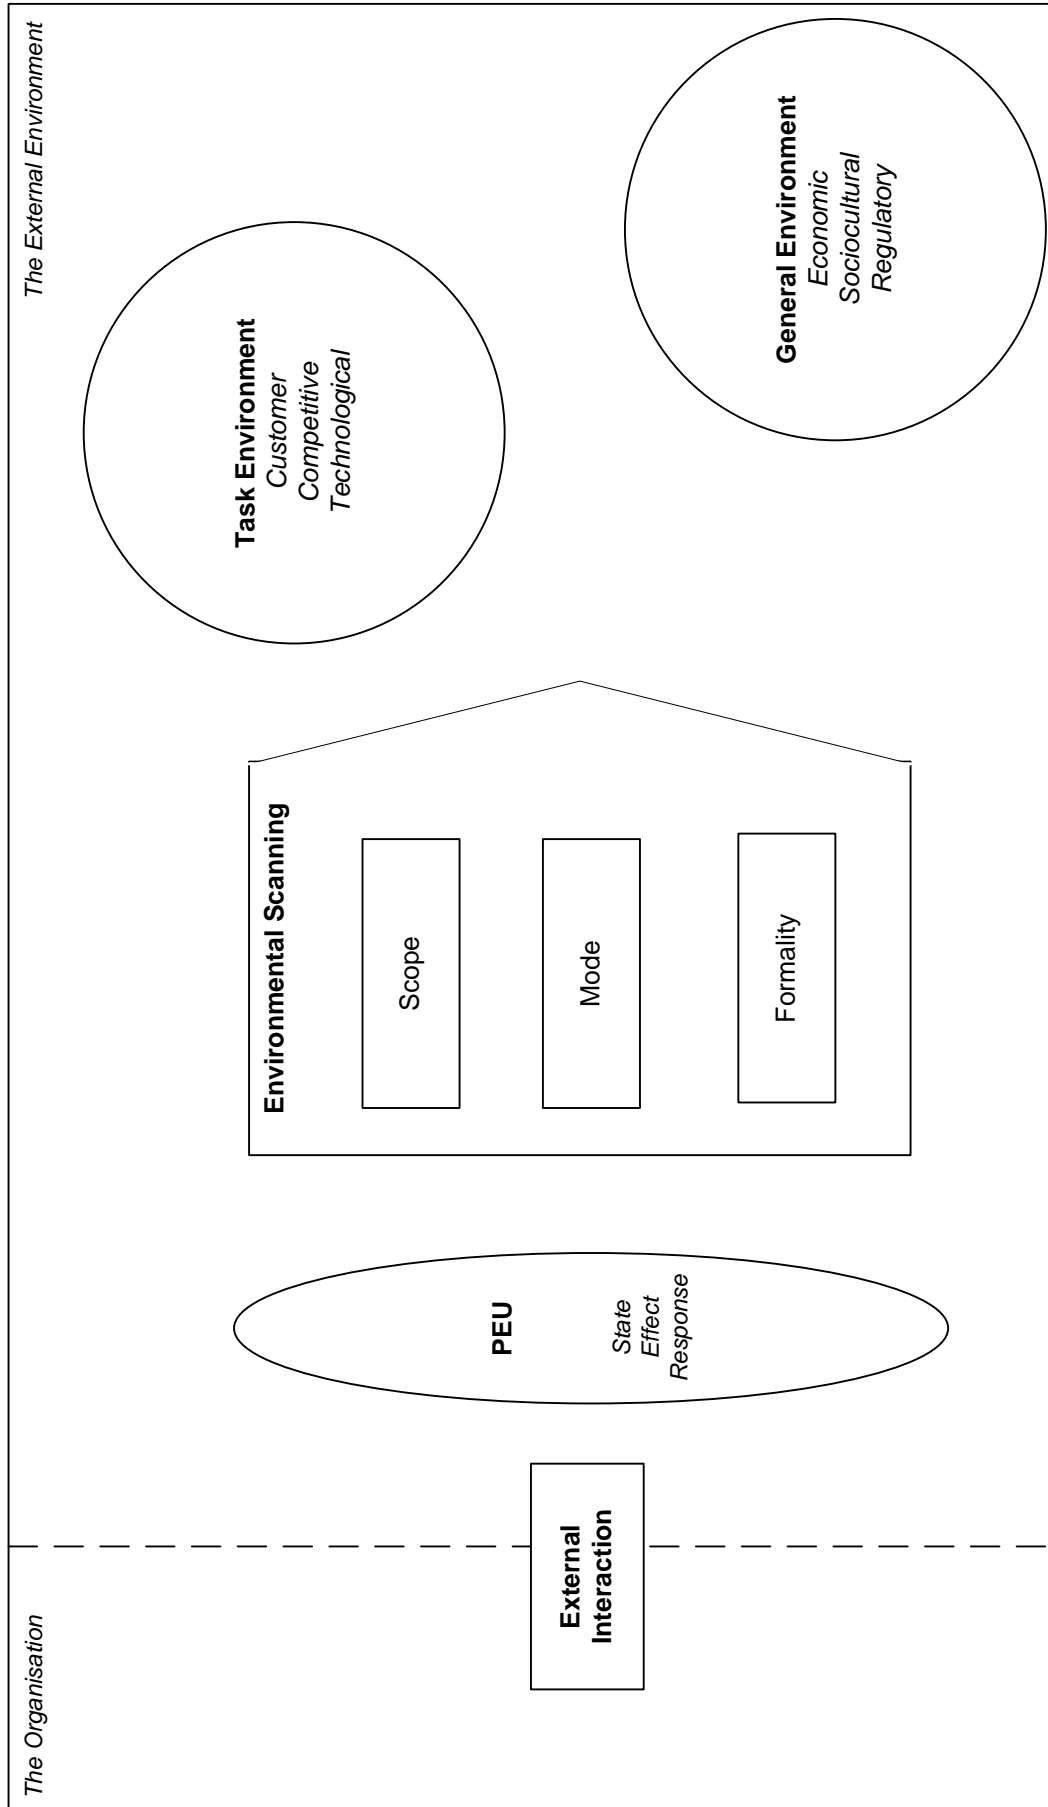 The Organisation
The External Environment
External
Interaction
PEU
State
Effect
Response
Environmental Scanning
Scope
Mode
Formality
Task Environment
Customer
Competitive
Technological
General Environment
Economic
Sociocultural
Regulatory